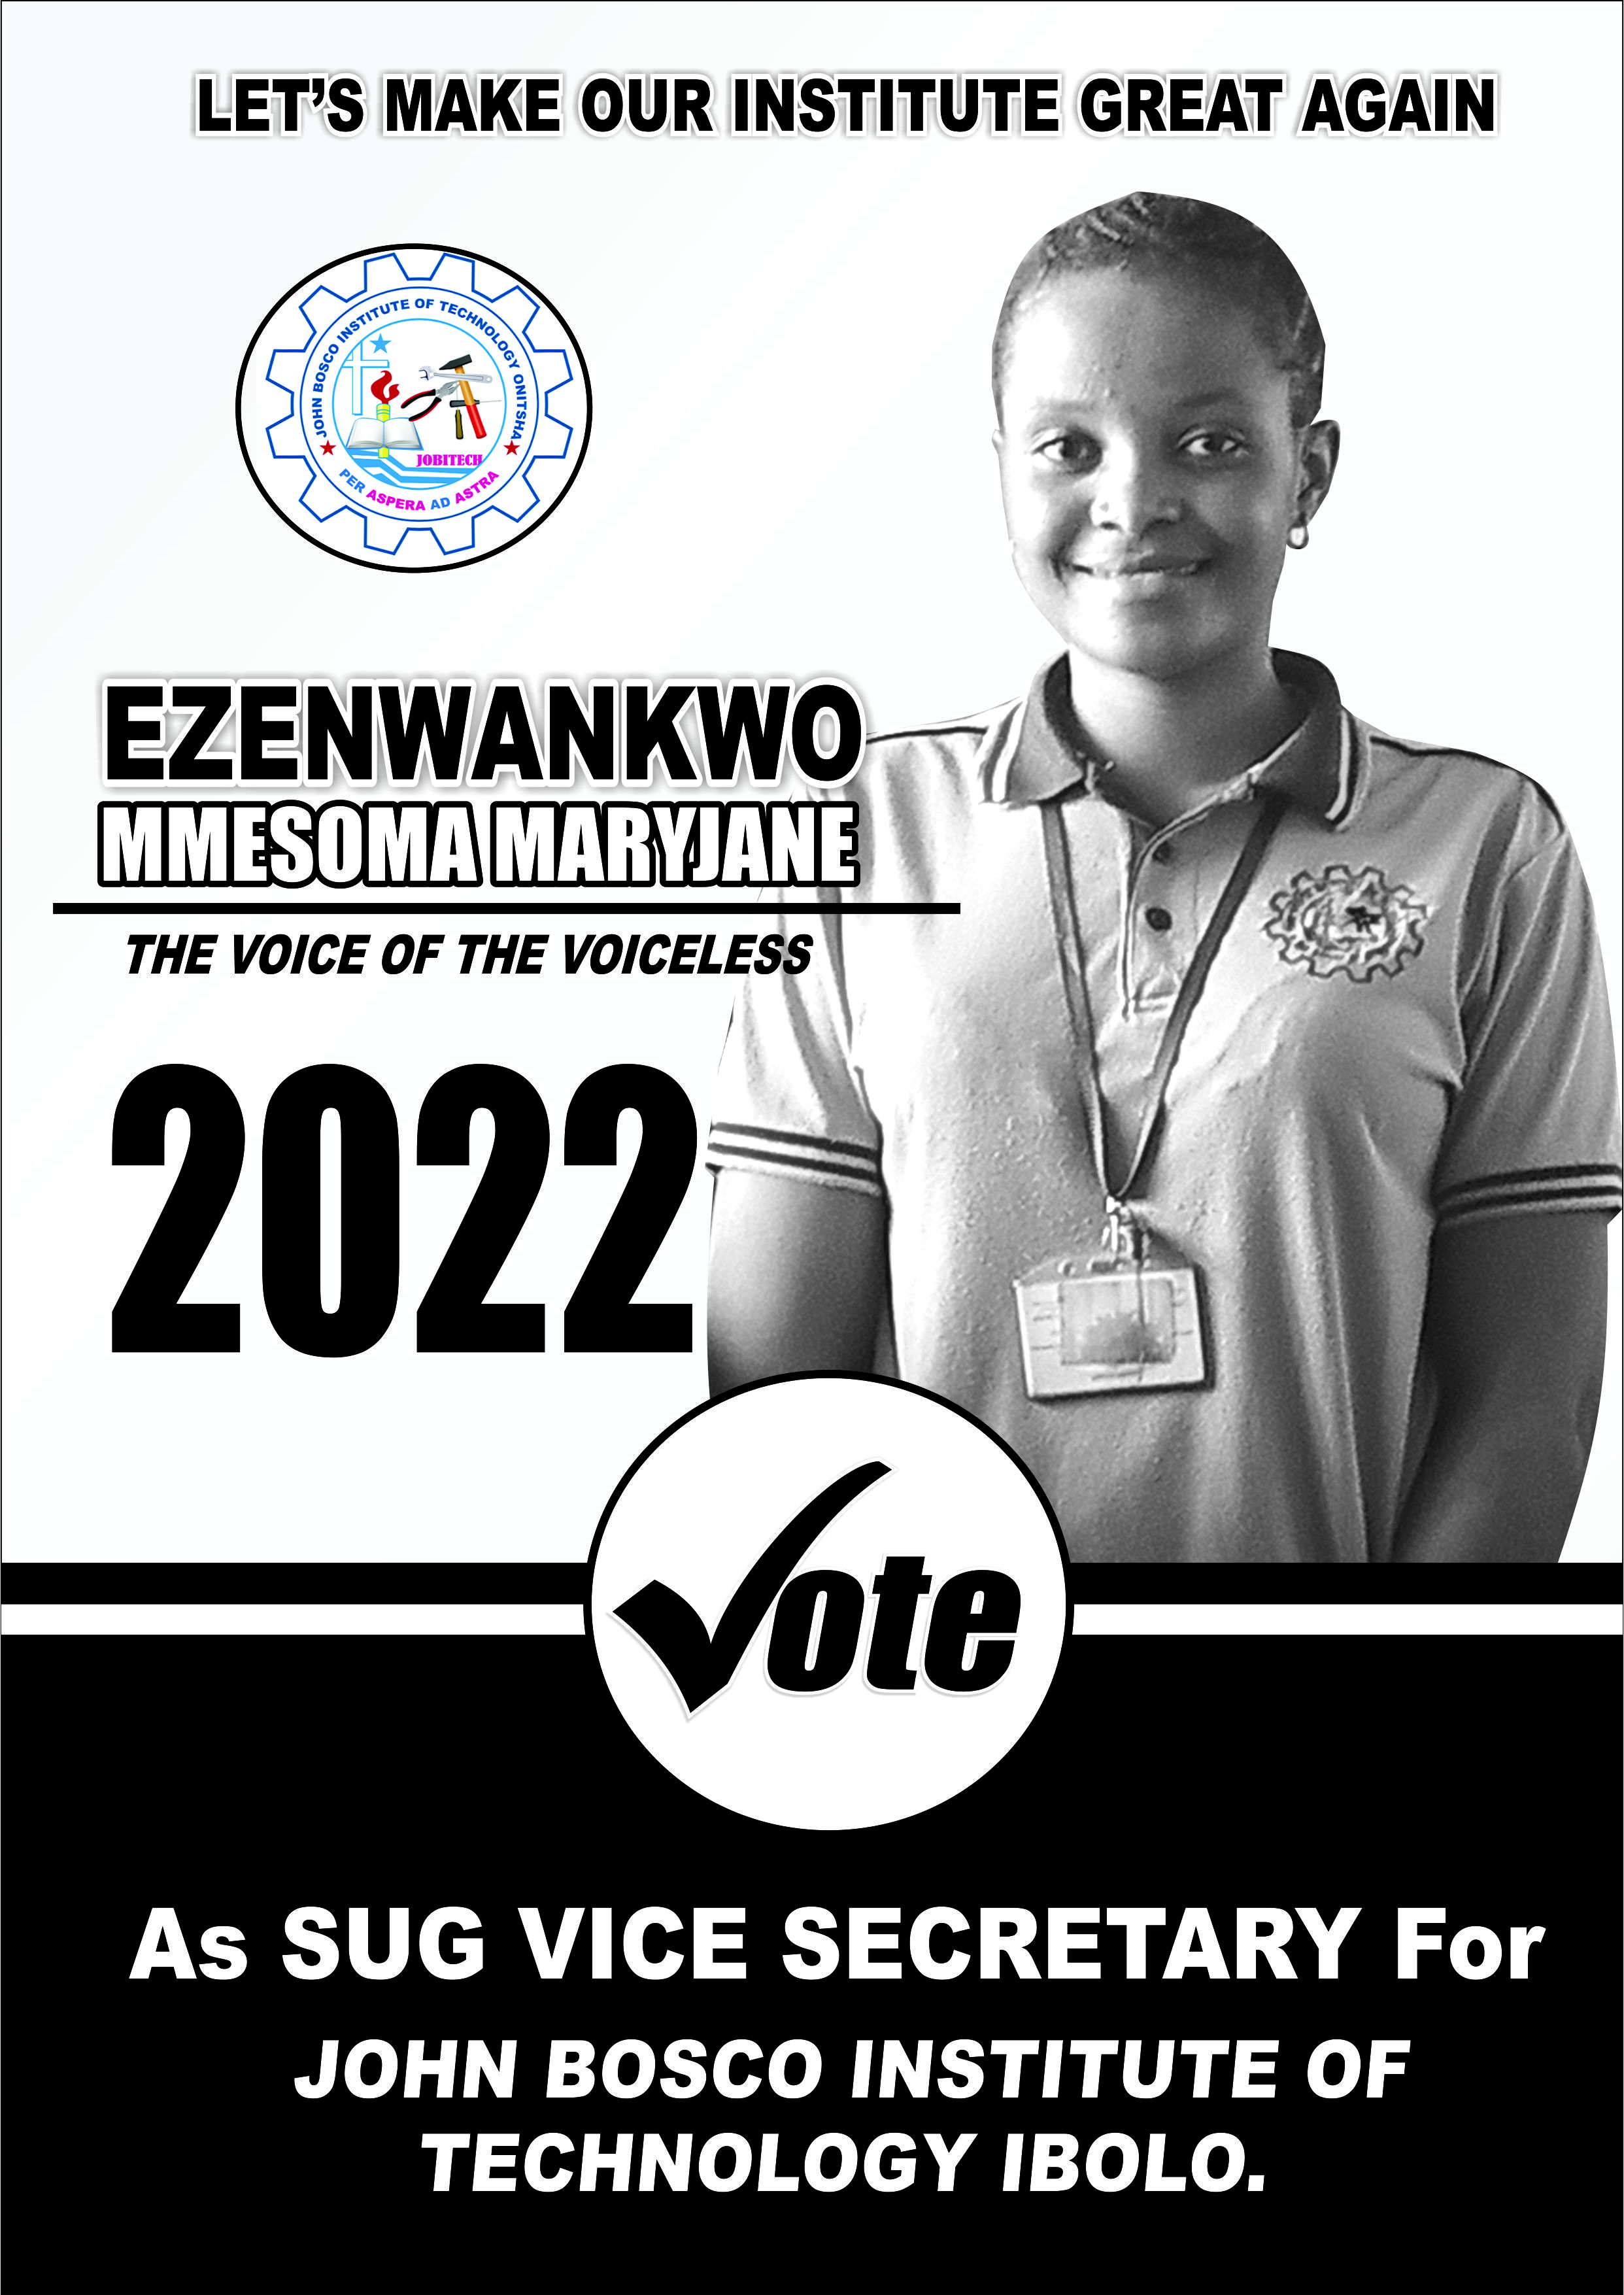 LET'S MAKE OUR INSTITUTE GREAT AGAIN
JOHN BOSCO INSTITUTE OF TECHNOLOGY ONITSHA
JOBITECH
PER ASPERA AD ASTRA
EZENWANKWO
MMESOMA MARYJANE
THE VOICE OF THE VOICELESS
2022
Vote
As SUG VICE SECRETARY For
JOHN BOSCO INSTITUTE OF
TECHNOLOGY IBOLO.